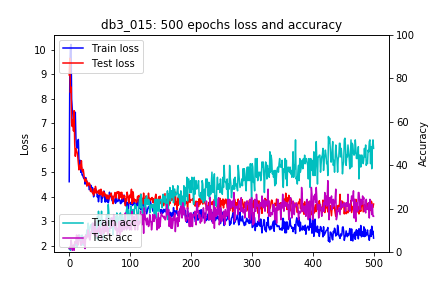 db3_015: 500 epochs loss and accuracy
Train loss
Test loss
Train acc
Test acc
Loss
Accuracy
10
9
8
7
6
5
4
3
2
100
80
60
40
20
0
0 100 200 300 400 500